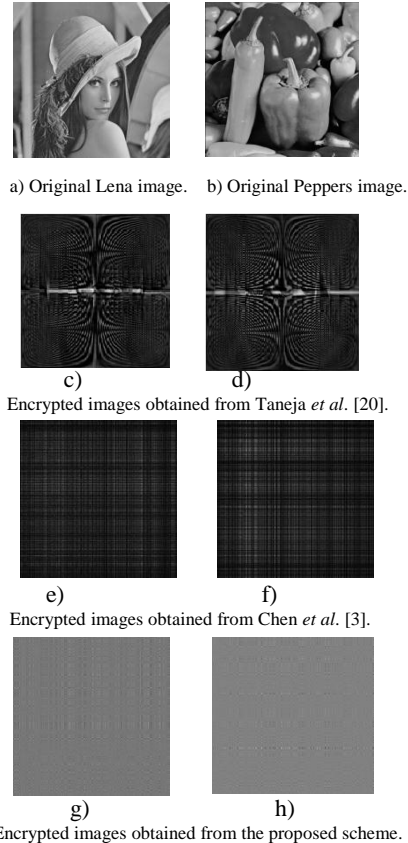 a) Original Lena image. b) Original Peppers image.
c) d)
Encrypted images obtained from Taneja et al. [20].
e) f)
Encrypted images obtained from Chen et al. [3].
g) h)
Encrypted images obtained from the proposed scheme.